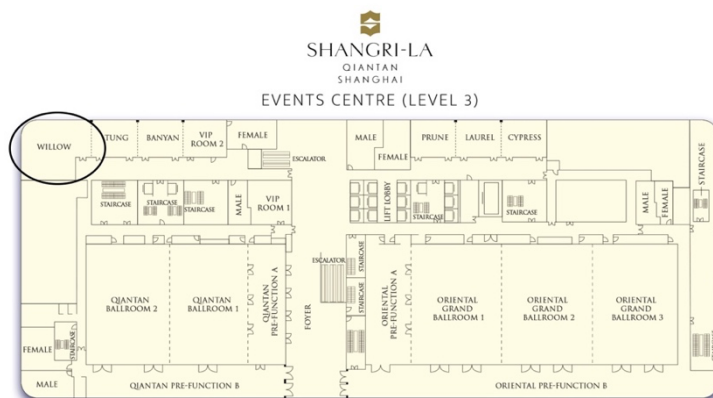 SHANGRI-LA
QIANTAN
SHANGHAI
EVENTS CENTRE (LEVEL 3)
WILLOW
TUNG
BANYAN
VIP
ROOM 2
FEMALE
ESCALATOR
MALE
FEMALE
PRUNE
LAUREL
CYPRESS
STAIRCASE
STAIRCASE
STAIRCASE
STAIRCASE
MALE
VIP
ROOM 1
LIFT LOBBY
STAIRCASE
STAIRCASE
MALE
FEMALE
QIANTAN
BALLROOM 2
QIANTAN
BALLROOM 1
QIANTAN
PRE-FUNCTION A
FOYER
ESCALATOR
STAIRCASE
STAIRCASE
ORIENTAL
PRE-FUNCTION A
ORIENTAL
GRAND
BALLROOM 1
ORIENTAL
GRAND
BALLROOM 2
ORIENTAL
GRAND
BALLROOM 3
STAIRCASE
FEMALE
STAIRCASE
STAIRCASE
MALE
QIANTAN PRE-FUNCTION B
ORIENTAL PRE-FUNCTION B